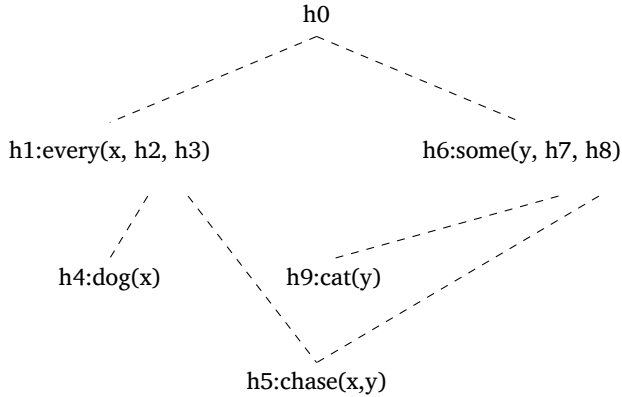 h0
h1:every(x, h2, h3)
h6:some(y, h7, h8)
h4:dog(x)
h9:cat(y)
h5:chase(x,y)